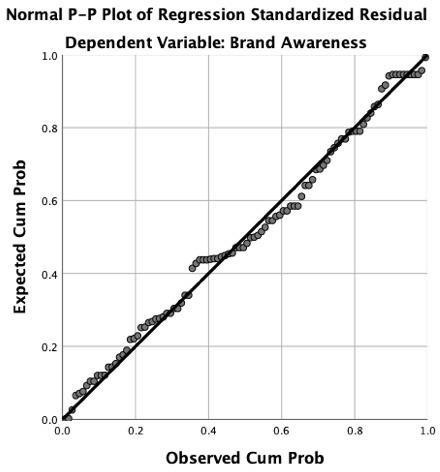 Normal P-P Plot of Regression Standardized Residual
Dependent Variable: Brand Awareness
Expected Cum Prob
1.0
0.8
0.6
0.4
0.2
0.0
0.0 0.2 0.4 0.6 0.8 1.0
Observed Cum Prob